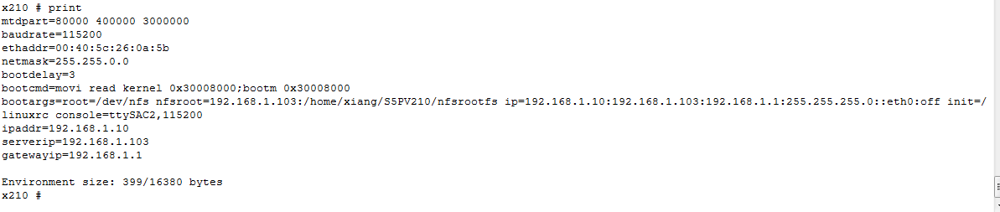 x210 # print
mtdpart=80000 400000 3000000
baudrate=115200
ethaddr=00:40:5c:26:0a:5b
netmask=255.255.0.0
bootdelay=3
bootcmd=movi read kernel 0x30008000;bootm 0x30008000
bootargs=root=/dev/nfs nfsroot=192.168.1.103:/home/xiang/S5PV210/nfsrootfs ip=192.168.1.10:192.168.1.103:192.168.1.1:255.255.255.0::eth0:off init=/
linuxrc console=ttySAC2,115200
ipaddr=192.168.1.10
serverip=192.168.1.103
gatewayip=192.168.1.1
Environment size: 399/16380 bytes
x210 #